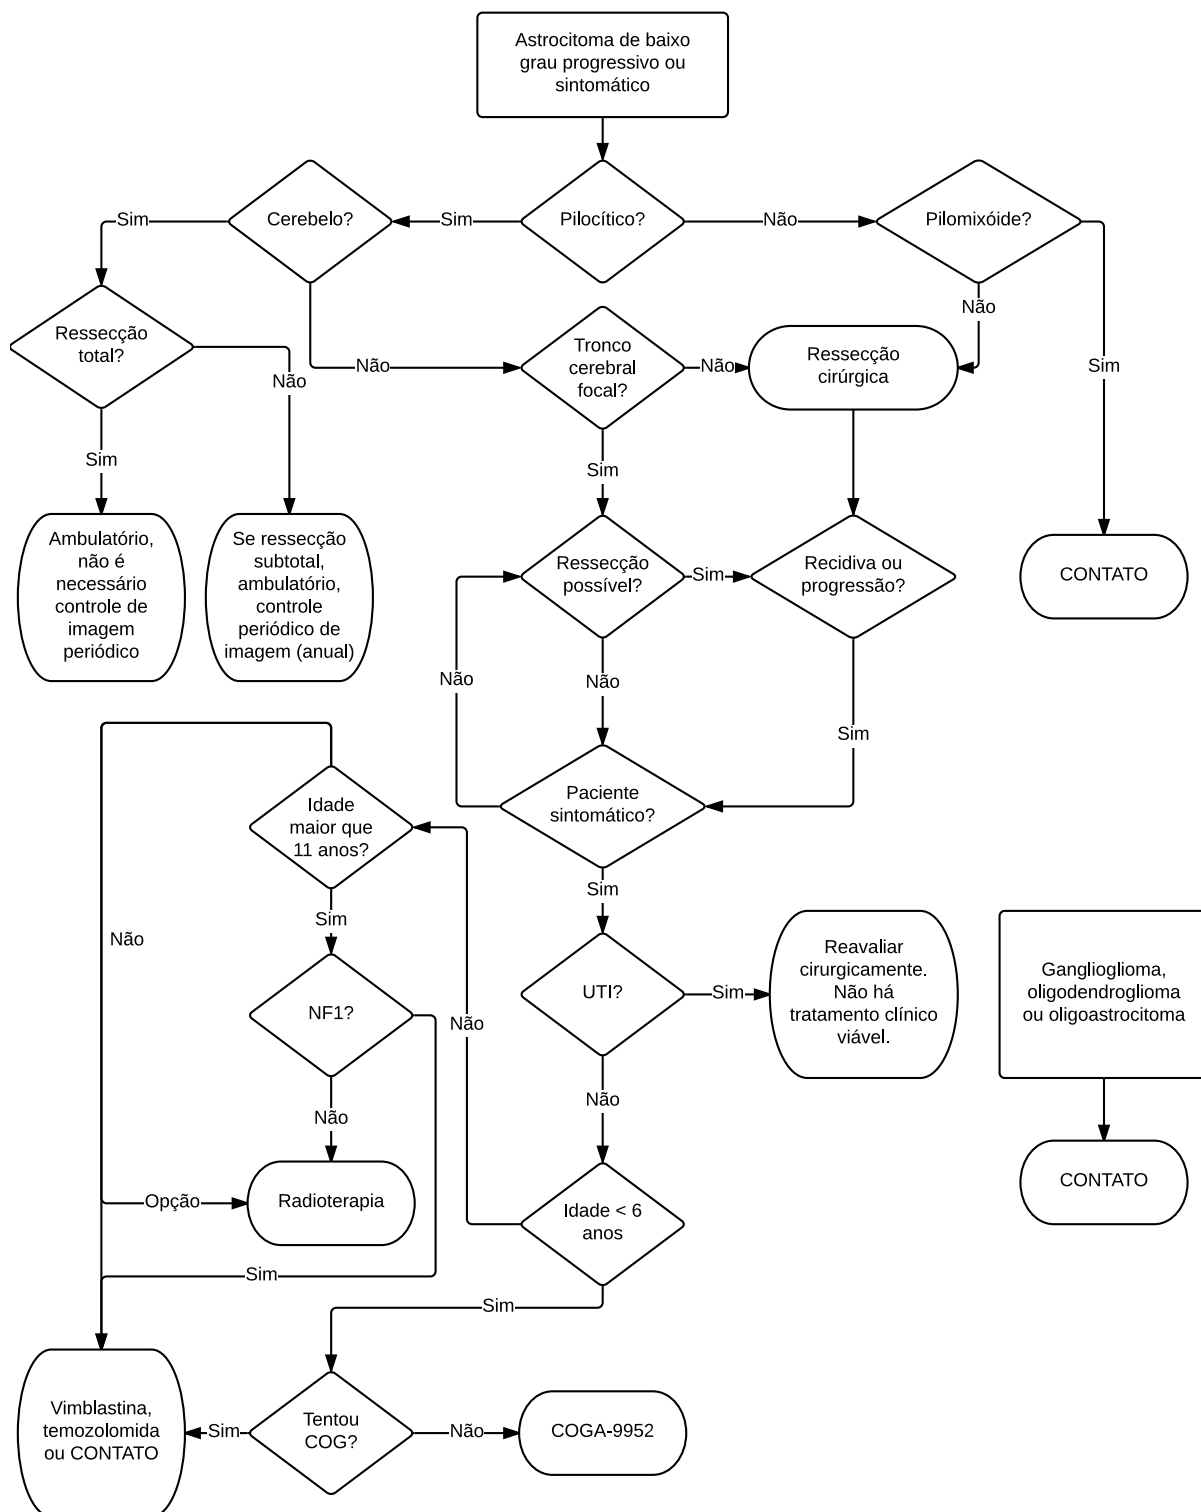 Astrocitoma de baixo
grau progressivo ou
sintomático
Cerebelo?
Sim
Pilocítico?
Não
Pilomixóide?
Sim
Ressecção
total?
Não
Sim
Não
Tronco
cerebral
focal?
Não
Ressecção
cirúrgica
Não
Sim
Sim
Ambulatório,
não é
necessário
controle de
imagem
periódico
Se ressecção
subtotal,
ambulatório,
controle
periódico de
imagem (anual)
Ressecção
possível?
Sim
Recidiva ou
progressão?
CONTATO
Não
Não
Sim
Paciente
sintomático?
Idade
maior que
11 anos?
Sim
Sim
Não
NF1?
Não
UTI?
Sim
Reavaliar
cirurgicamente.
Não há
tratamento clínico
viável.
Ganglioglioma,
oligodendroglioma
ou oligoastrocitoma
Não
Não
Opção
Radioterapia
Idade < 6
anos
CONTATO
Sim
Sim
Vimblastina,
temozolomida
ou CONTATO
Sim
Tentou
COG?
Não
COGA-9952